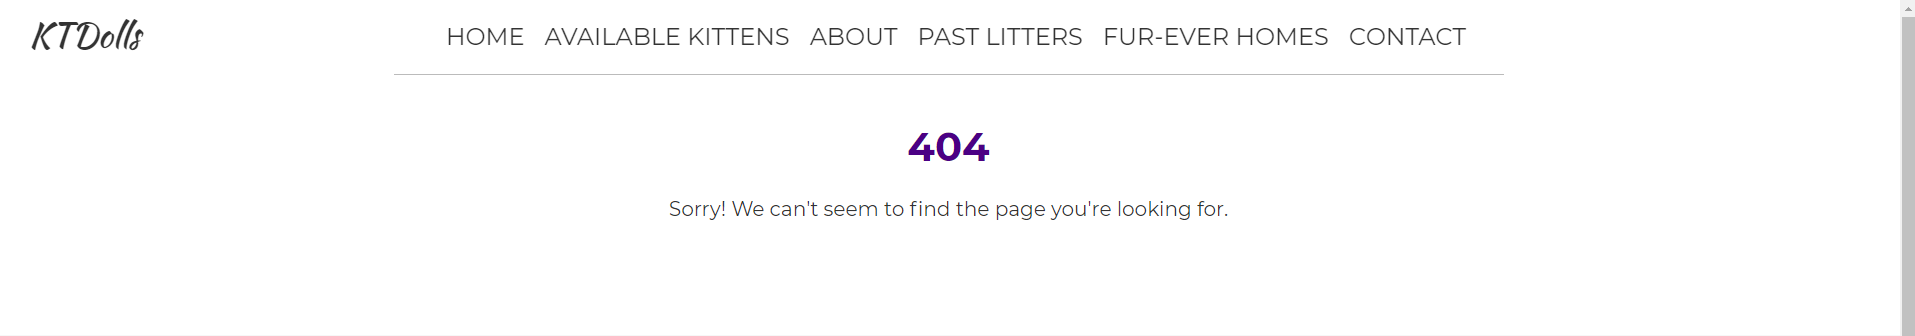 KTDolls
HOME AVAILABLE KITTENS ABOUT PAST LITTERS FUR-EVER HOMES CONTACT
404
Sorry! We can't seem to find the page you're looking for.